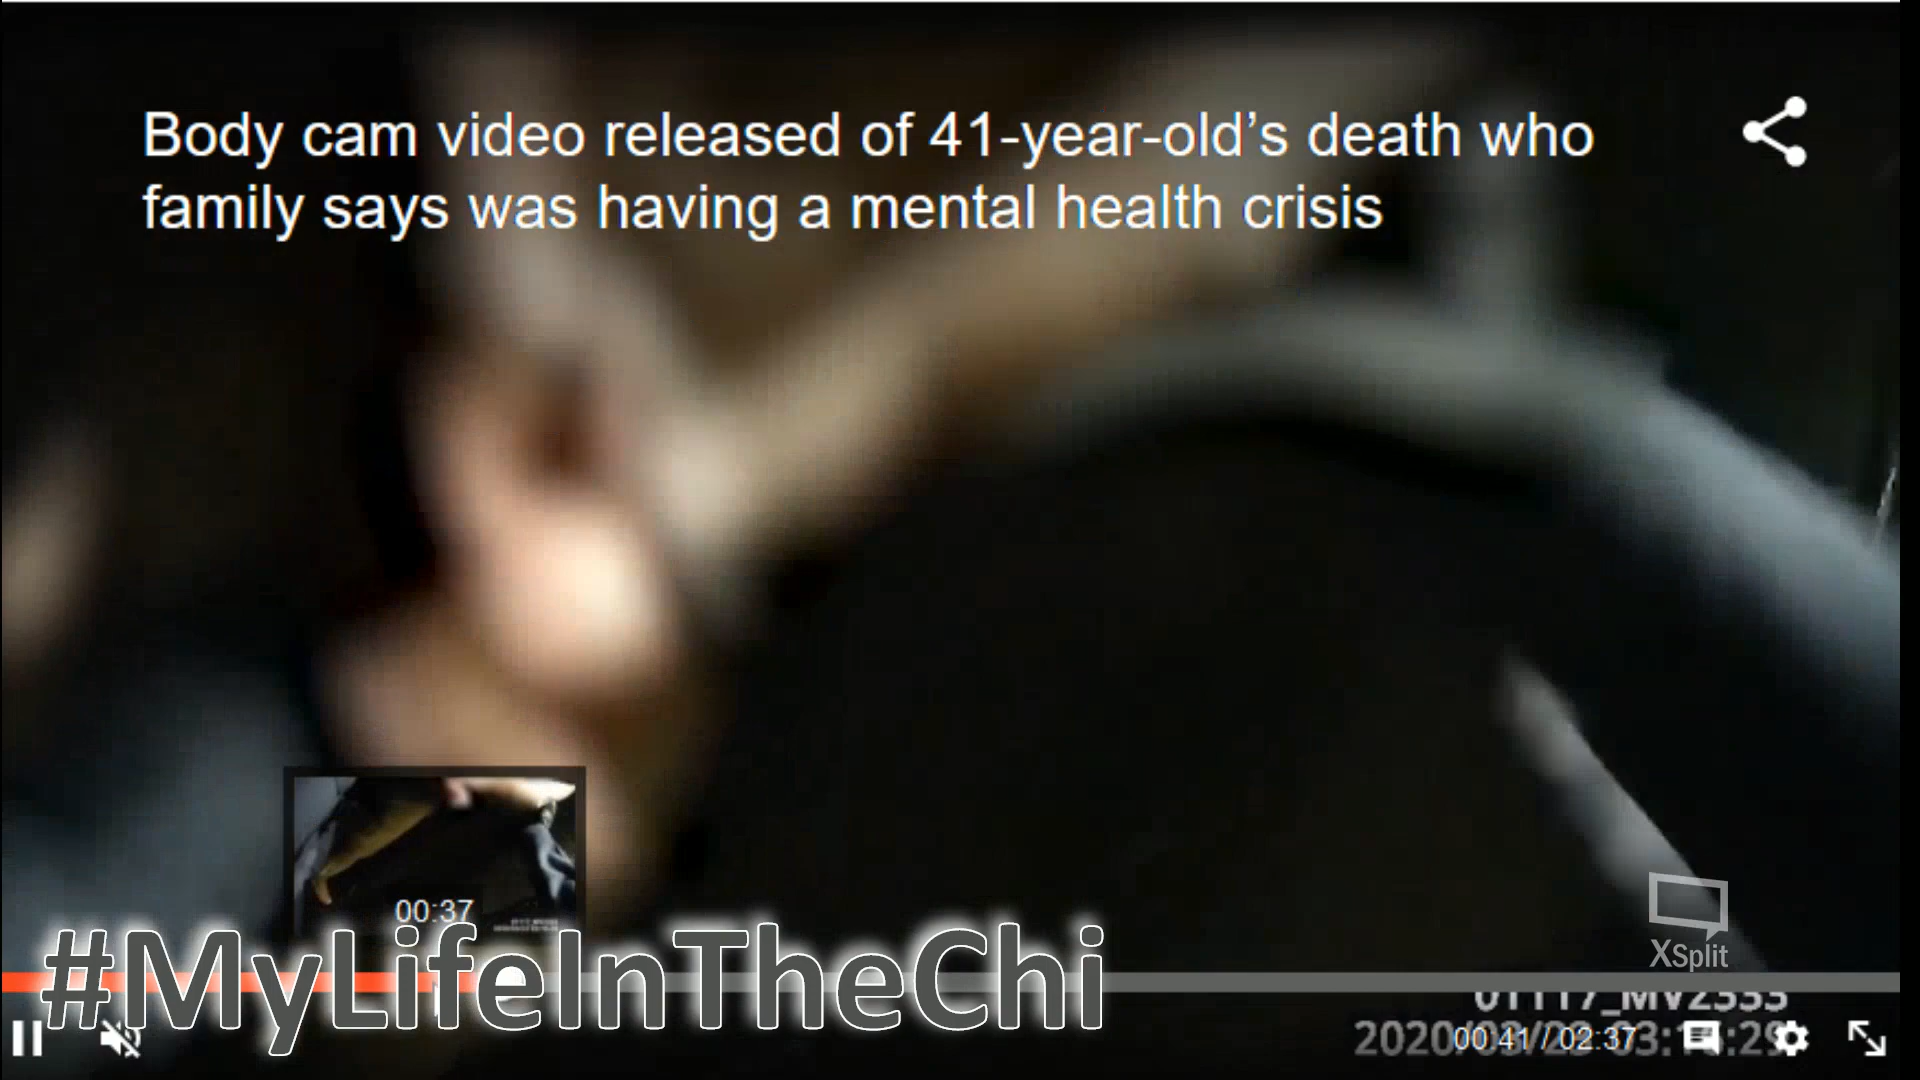 Body cam video released of 41-year-old’s death who
family says was having a mental health crisis
00:37
#MyLifeInTheChi
XSplit
00:41 / 02:37